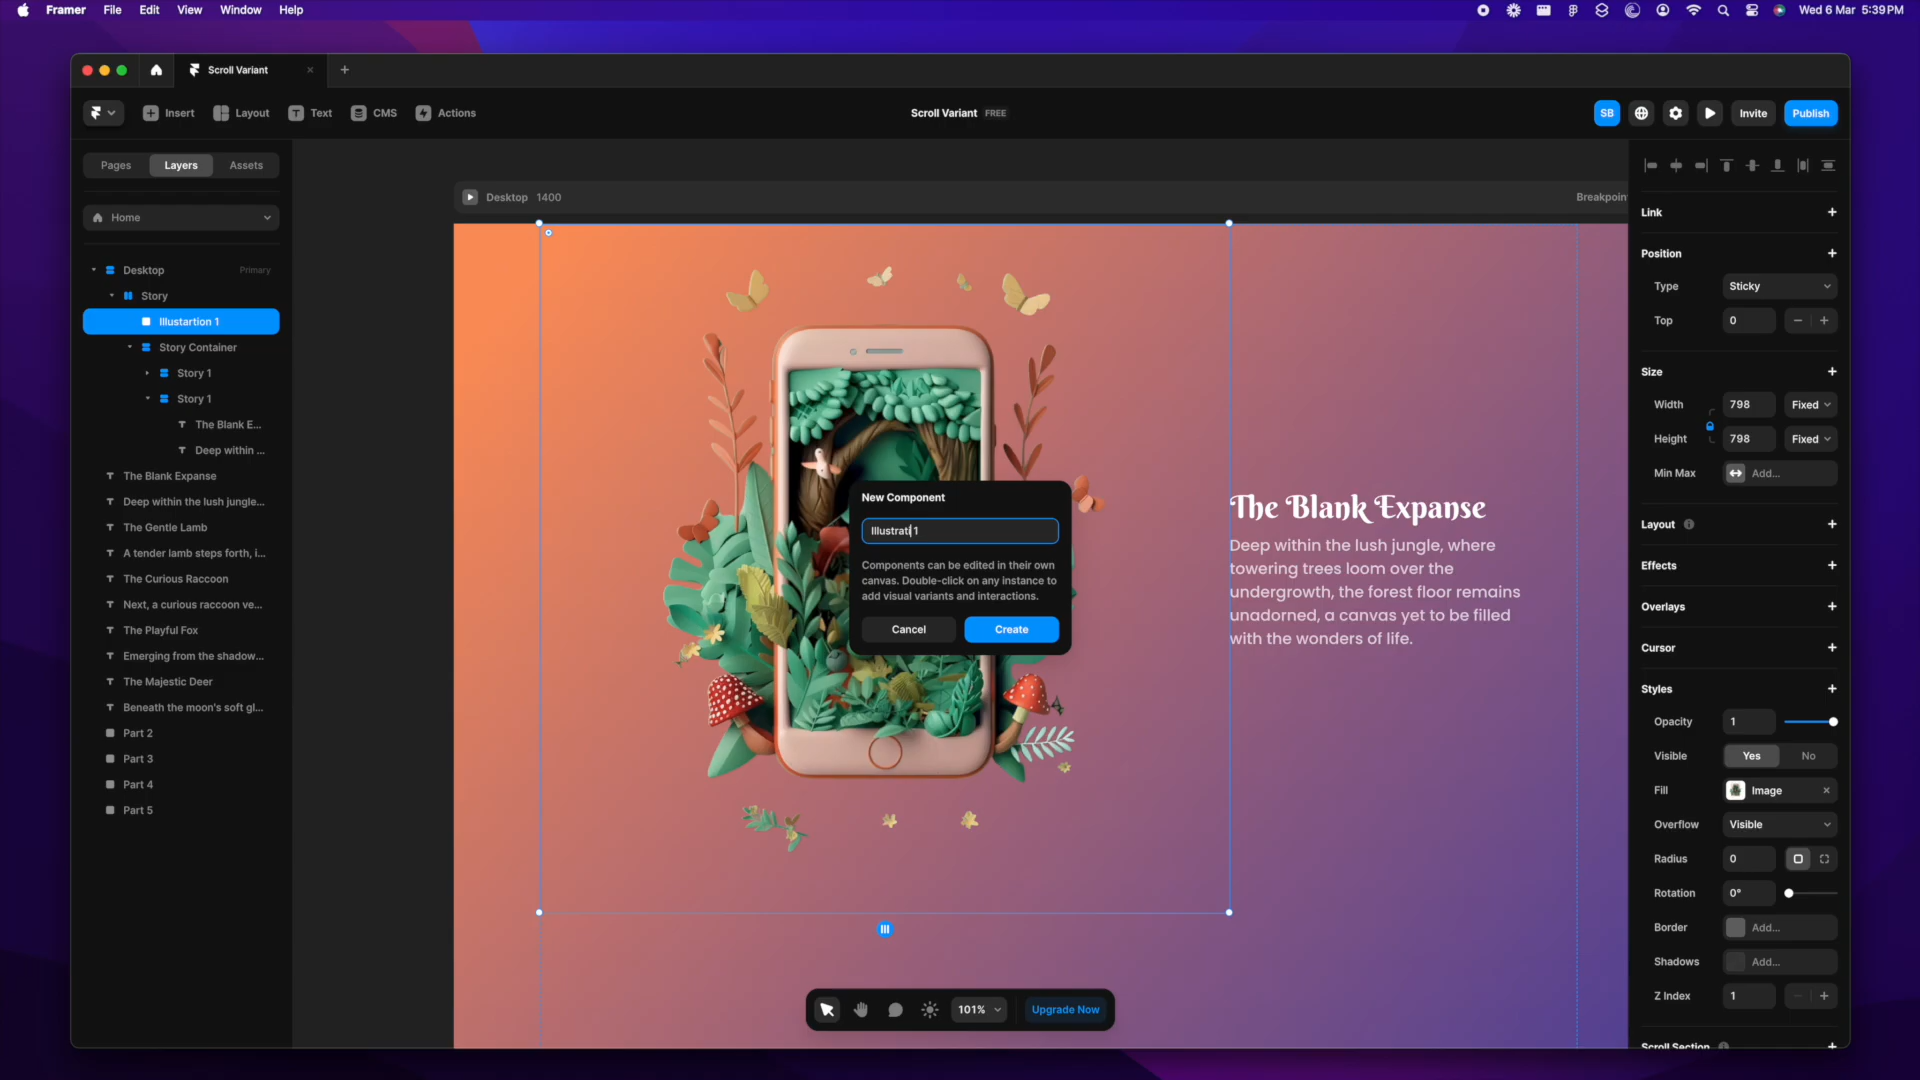 Framer File Edit View Window Help
Wed 6 Mar 5:39PM
Scroll Variant
Insert Layout Text CMS Actions
Scroll Variant FREE
SB Invite Publish
Pages Layers Assets
Home
Desktop Primary
Story
Illustartion 1
Story Container
Story 1
Story 1
The Blank E...
Deep within ...
The Blank Expanse
Deep within the lush jungle...
The Gentle Lamb
A tender lamb steps forth, i...
The Curious Raccoon
Next, a curious raccoon ve...
The Playful Fox
Emerging from the shadow...
The Majestic Deer
Beneath the moon's soft gl...
Part 2
Part 3
Part 4
Part 5
Desktop 1400
Breakpoin
New Component
Illustrati 1
Components can be edited in their own
canvas. Double-click on any instance to
add visual variants and interactions.
Cancel Create
The Blank Expanse
Deep within the lush jungle, where
towering trees loom over the
undergrowth, the forest floor remains
unadorned, a canvas yet to be filled
with the wonders of life.
101% Upgrade Now
Link
Position
Type Sticky
Top 0
Size
Width 798 Fixed
Height 798 Fixed
Min Max Add...
Layout
Effects
Overlays
Cursor
Styles
Opacity 1
Visible Yes No
Fill Image
Overflow Visible
Radius 0
Rotation 0°
Border Add...
Shadows Add...
Z Index 1
Scroll Section